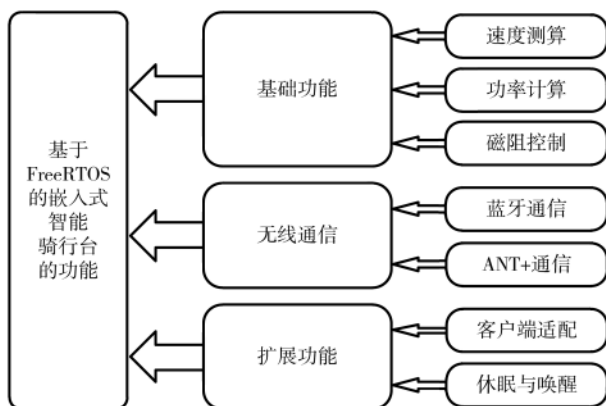 基于
FreeRTOS
的嵌入式
智能
骑行台
的功能
基础功能
速度测算
功率计算
磁阻控制
无线通信
蓝牙通信
ANT+通信
扩展功能
客户端适配
休眠与唤醒